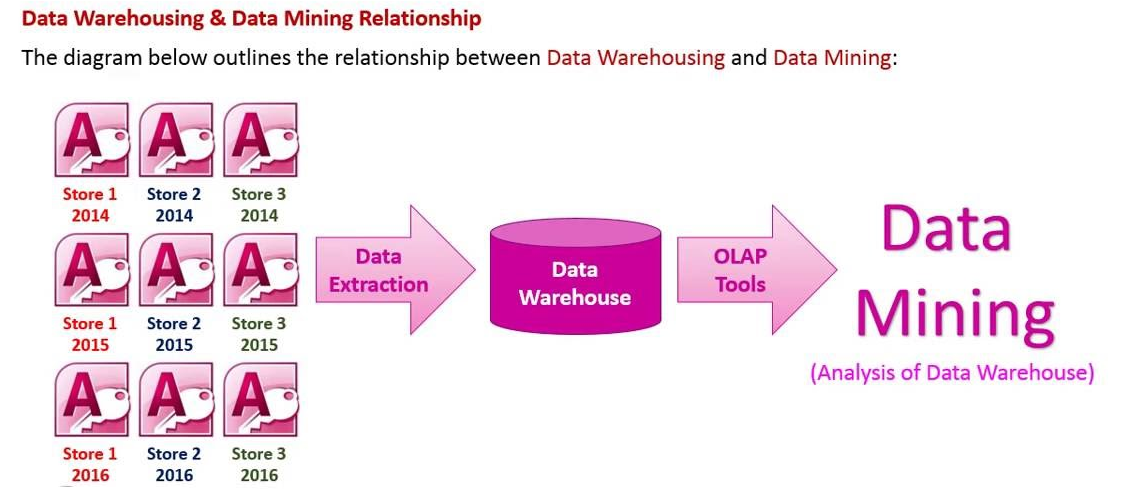 Data Warehousing & Data Mining Relationship
The diagram below outlines the relationship between Data Warehousing and Data Mining:
A A A
Store 1 Store 2 Store 3
2014 2014 2014
A A A
Store 1 Store 2 Store 3
2015 2015 2015
A A A
Store 1 Store 2 Store 3
2016 2016 2016
Data
Extraction
Data
Warehouse
OLAP
Tools
Data
Mining
(Analysis of Data Warehouse)